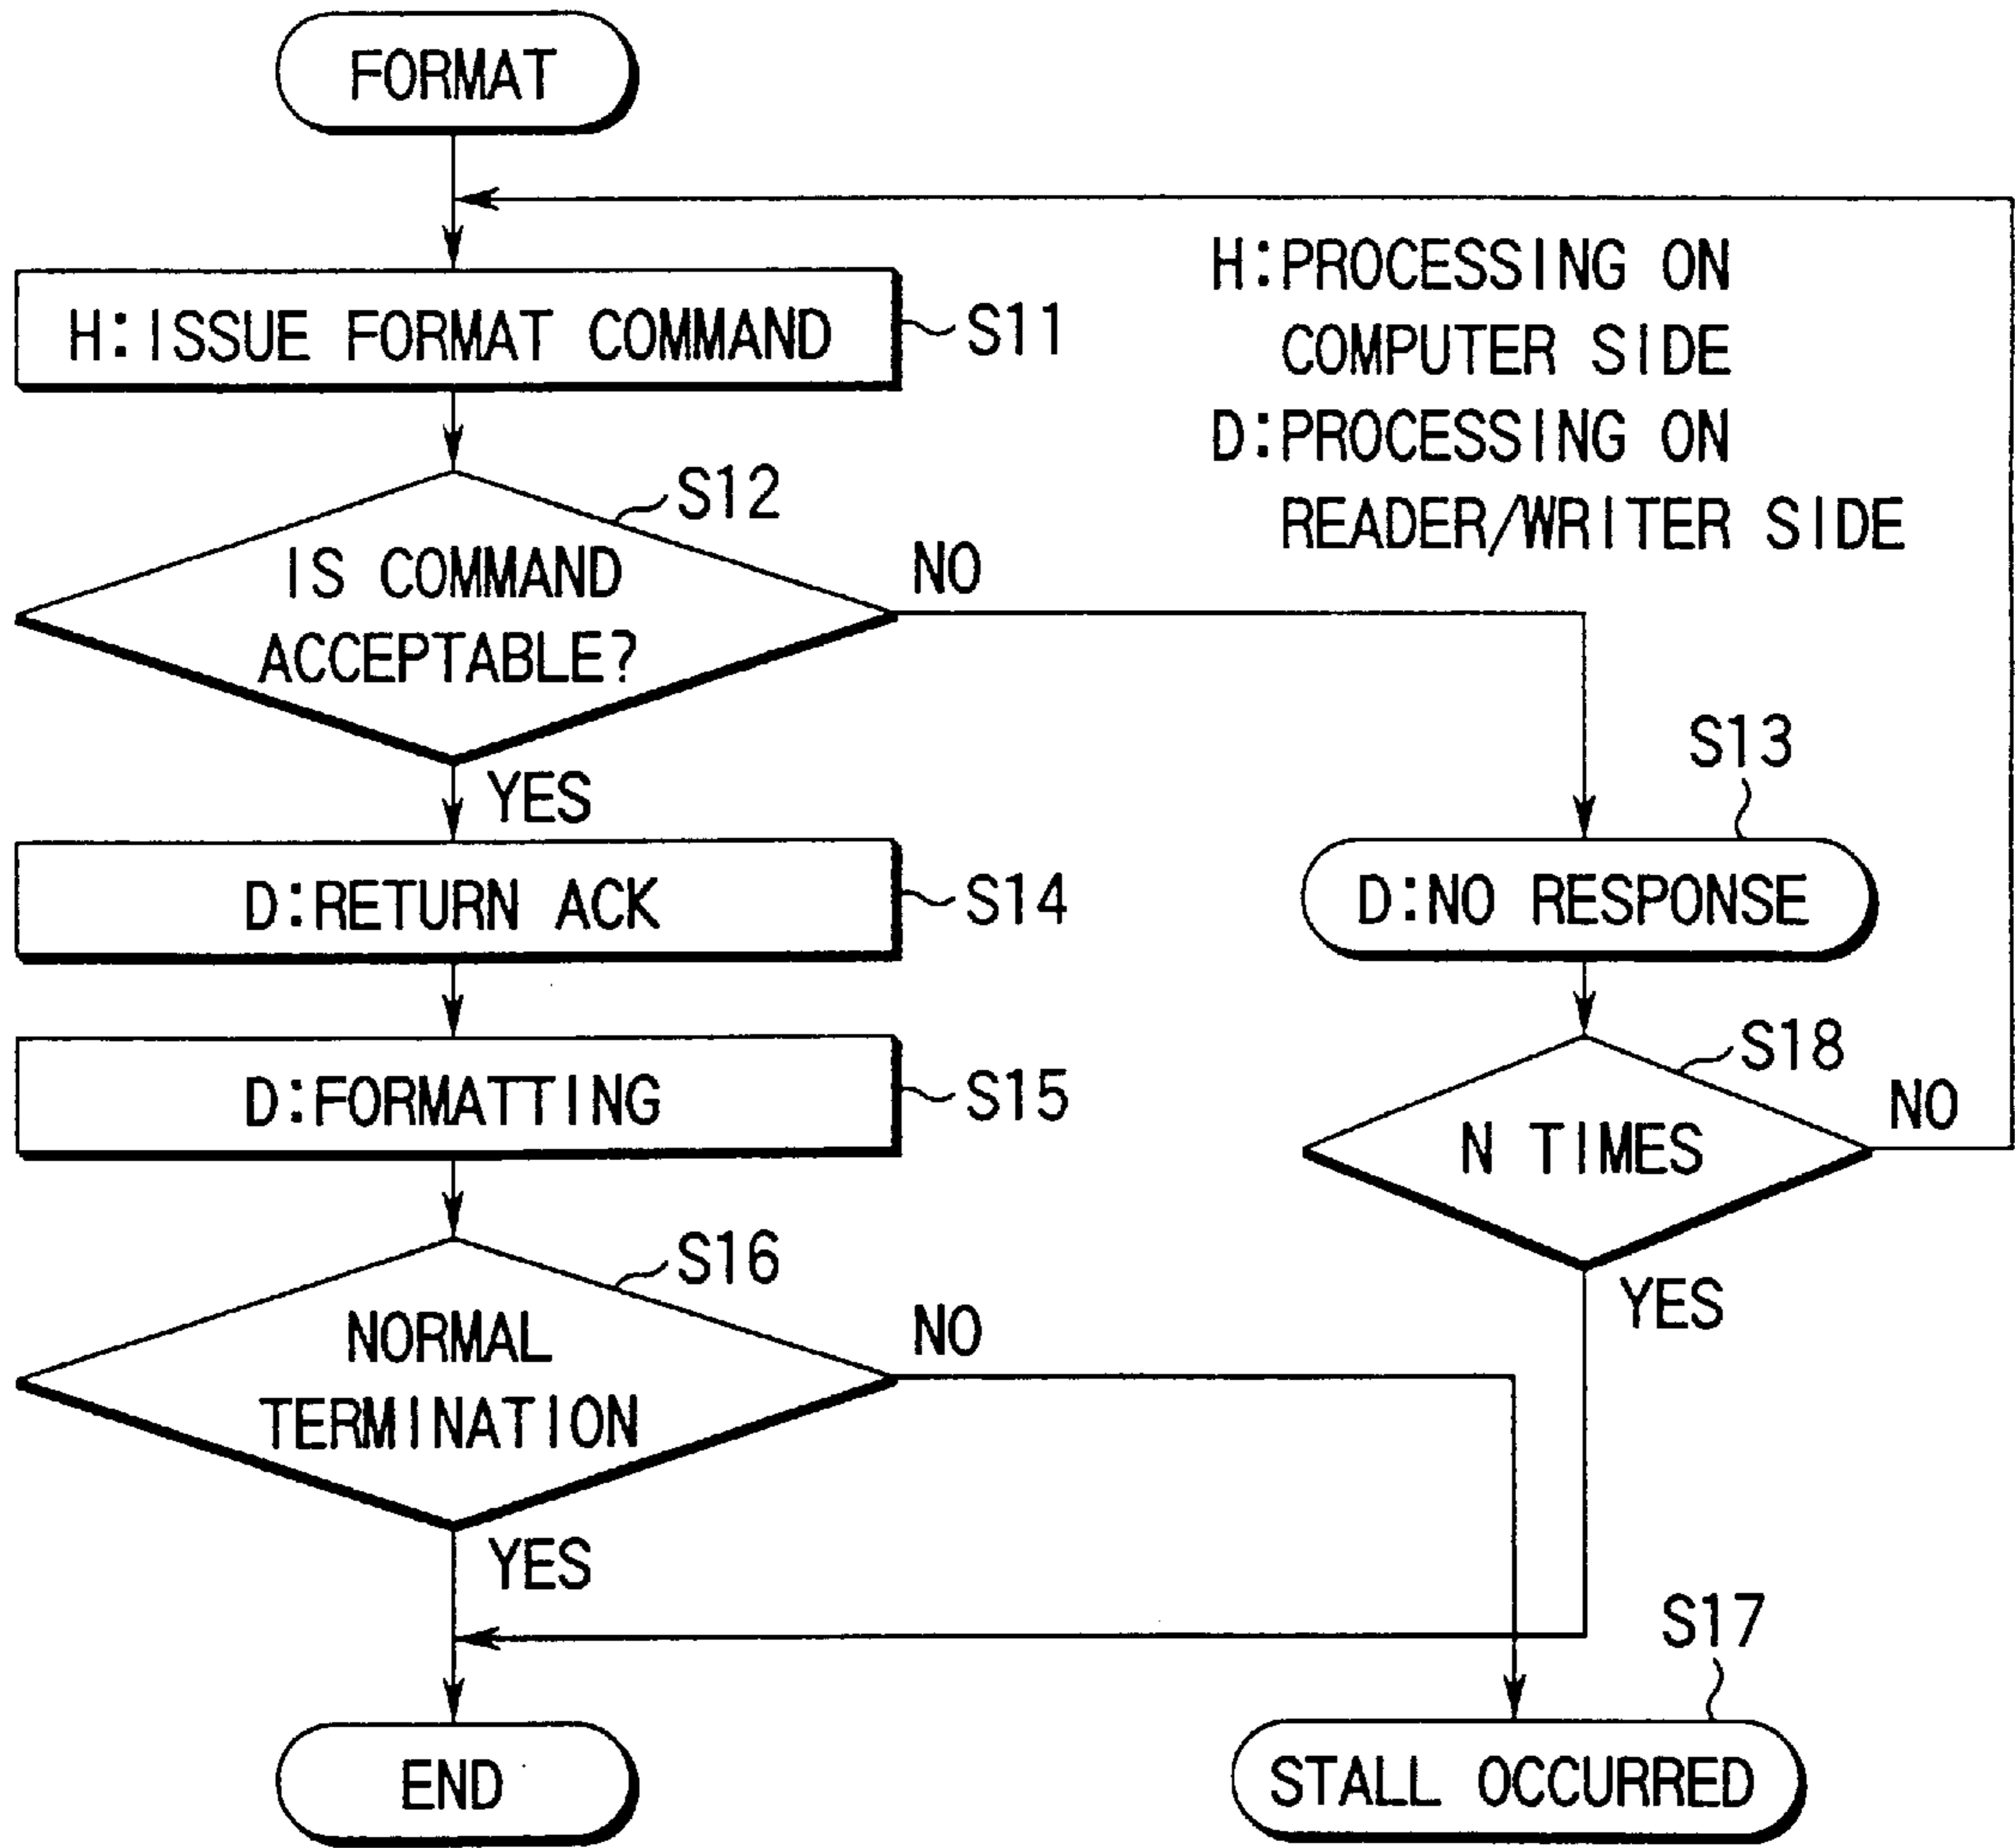 FORMAT
H:ISSUE FORMAT COMMAND
S11
H:PROCESSING ON
COMPUTER SIDE
D:PROCESSING ON
READER/WRITER SIDE
S12
IS COMMAND
ACCEPTABLE?
NO
YES
S13
D:RETURN ACK
S14
D:NO RESPONSE
D:FORMATTING
S15
S18
N TIMES
NO
YES
S16
NORMAL
TERMINATION
NO
YES
S17
END
STALL OCCURRED